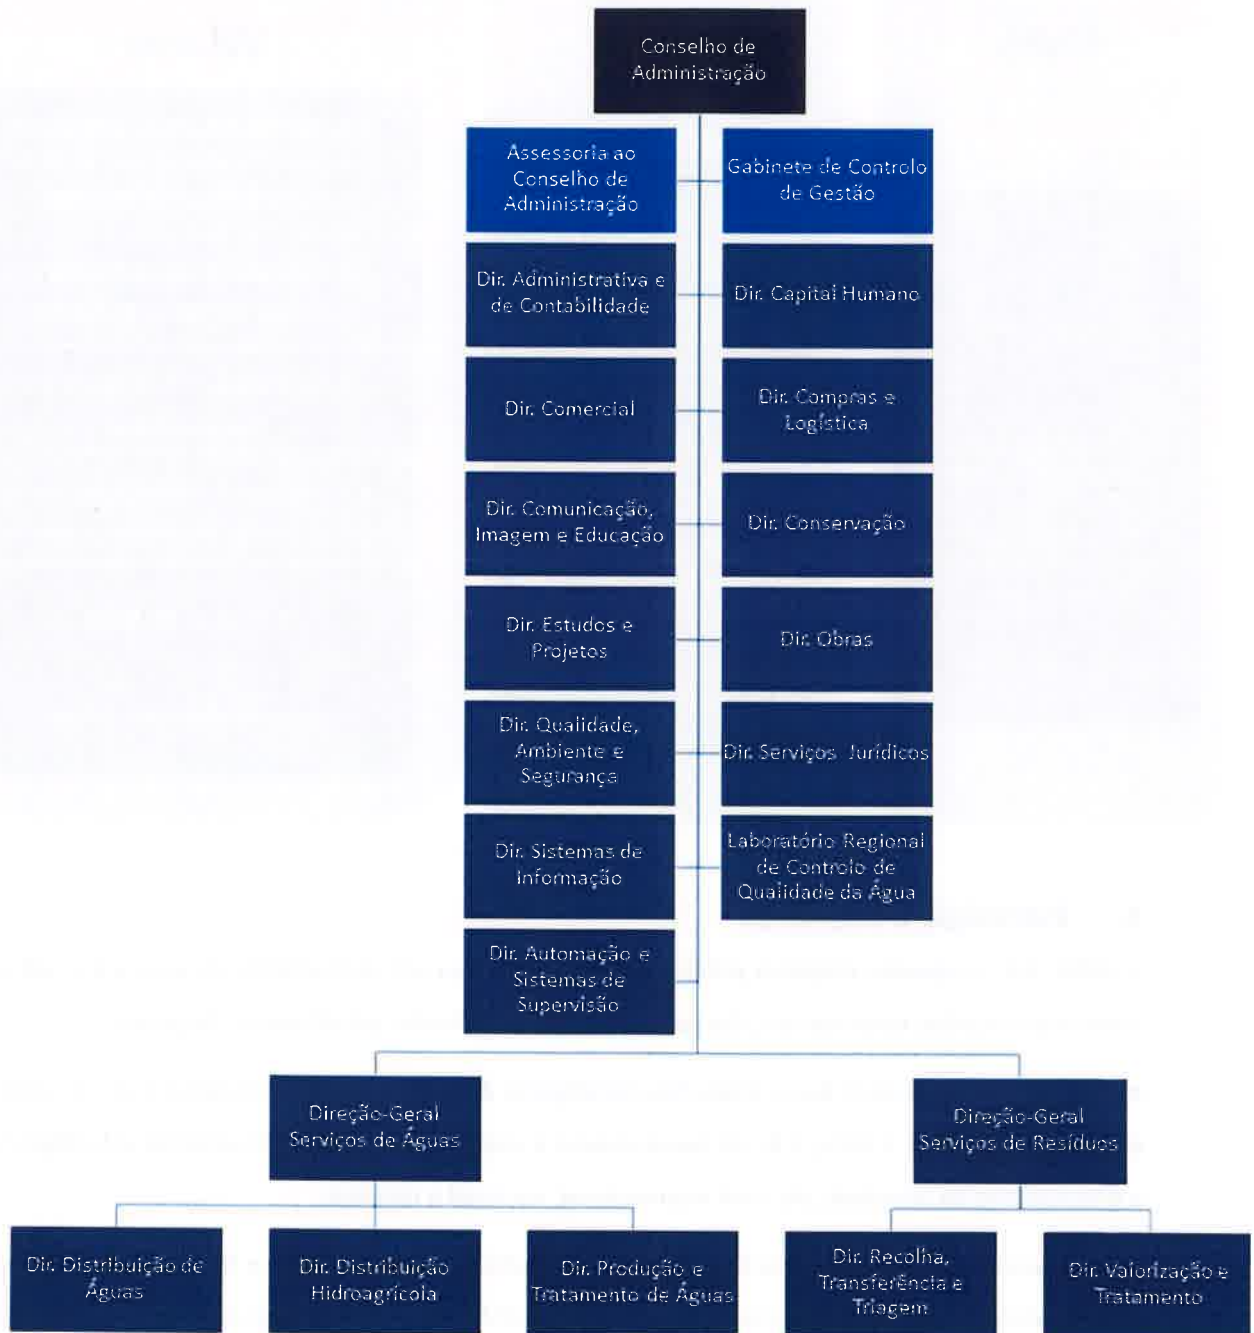 Conselho de
Administração
Assessoria ao
Conselho de
Administração
Gabinete de Controlo
de Gestão
Dir. Administrativa e
de Contabilidade
Dir. Capital Humano
Dir. Comercial
Dir. Compras e
Logística
Dir. Comunicação,
Imagem e Educação
Dir. Conservação
Dir. Estudos e
Projetos
Dir. Obras
Dir. Qualidade,
Ambiente e
Segurança
Dir. Serviços Jurídicos
Dir. Sistemas de
Informação
Laboratório Regional
de Controlo de
Qualidade da Água
Dir. Automação e
Sistemas de
Supervisão
Direção-Geral
Serviços de Águas
Direção-Geral
Serviços de Resíduos
Dir. Distribuição de
Águas
Dir. Distribuição
Hidroagrícola
Dir. Produção e
Tratamento de Águas
Dir. Recolha,
Transferência e
Triagem
Dir. Valorização e
Tratamento